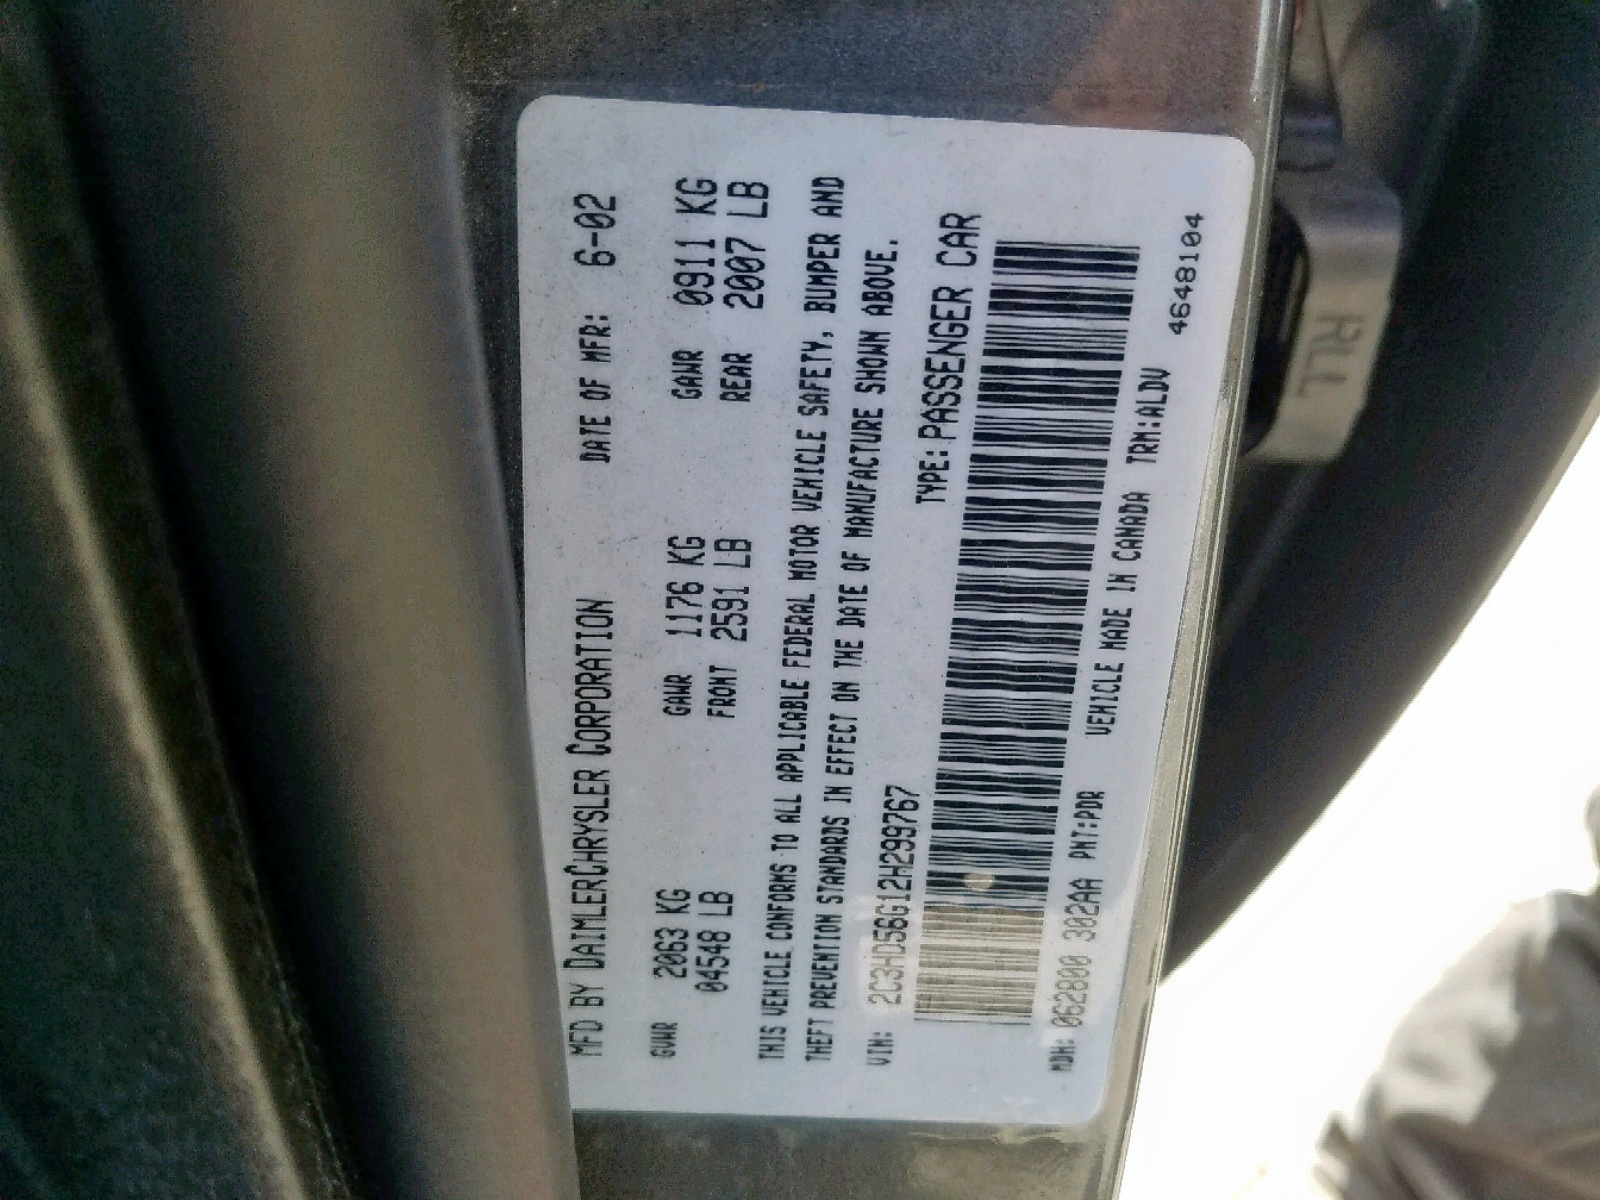 MFD BY DAIMLERCHRYSLER CORPORATION DATE OF MFR: 6-02
GVWR 2063 KG GAWR 1176 KG GAWR 0911 KG
04548 LB FRONT 2591 LB REAR 2007 LB
THIS VEHICLE CONFORMS TO ALL APPLICABLE FEDERAL MOTOR VEHICLE SAFETY, BUMPER AND
THEFT PREVENTION STANDARDS IN EFFECT ON THE DATE OF MANUFACTURE SHOWN ABOVE.
VIN: 2C3HD56G12H299767 TYPE: PASSENGER CAR
MDH: 062800 302AA PNT:PDR VEHICLE MADE IN CANADA TRM:ALDV
4648104
RLL